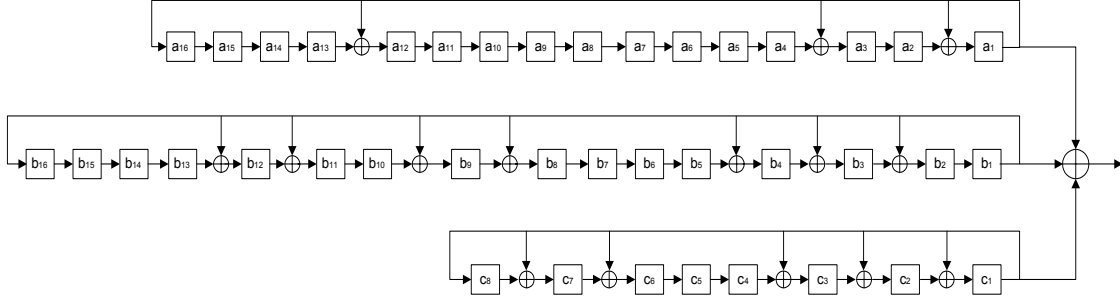 a16 a15 a14 a13 a12 a11 a10 a9 a8 a7 a6 a5 a4 a3 a2 a1
b16 b15 b14 b13 b12 b11 b10 b9 b8 b7 b6 b5 b4 b3 b2 b1
c8 c7 c6 c5 c4 c3 c2 c1